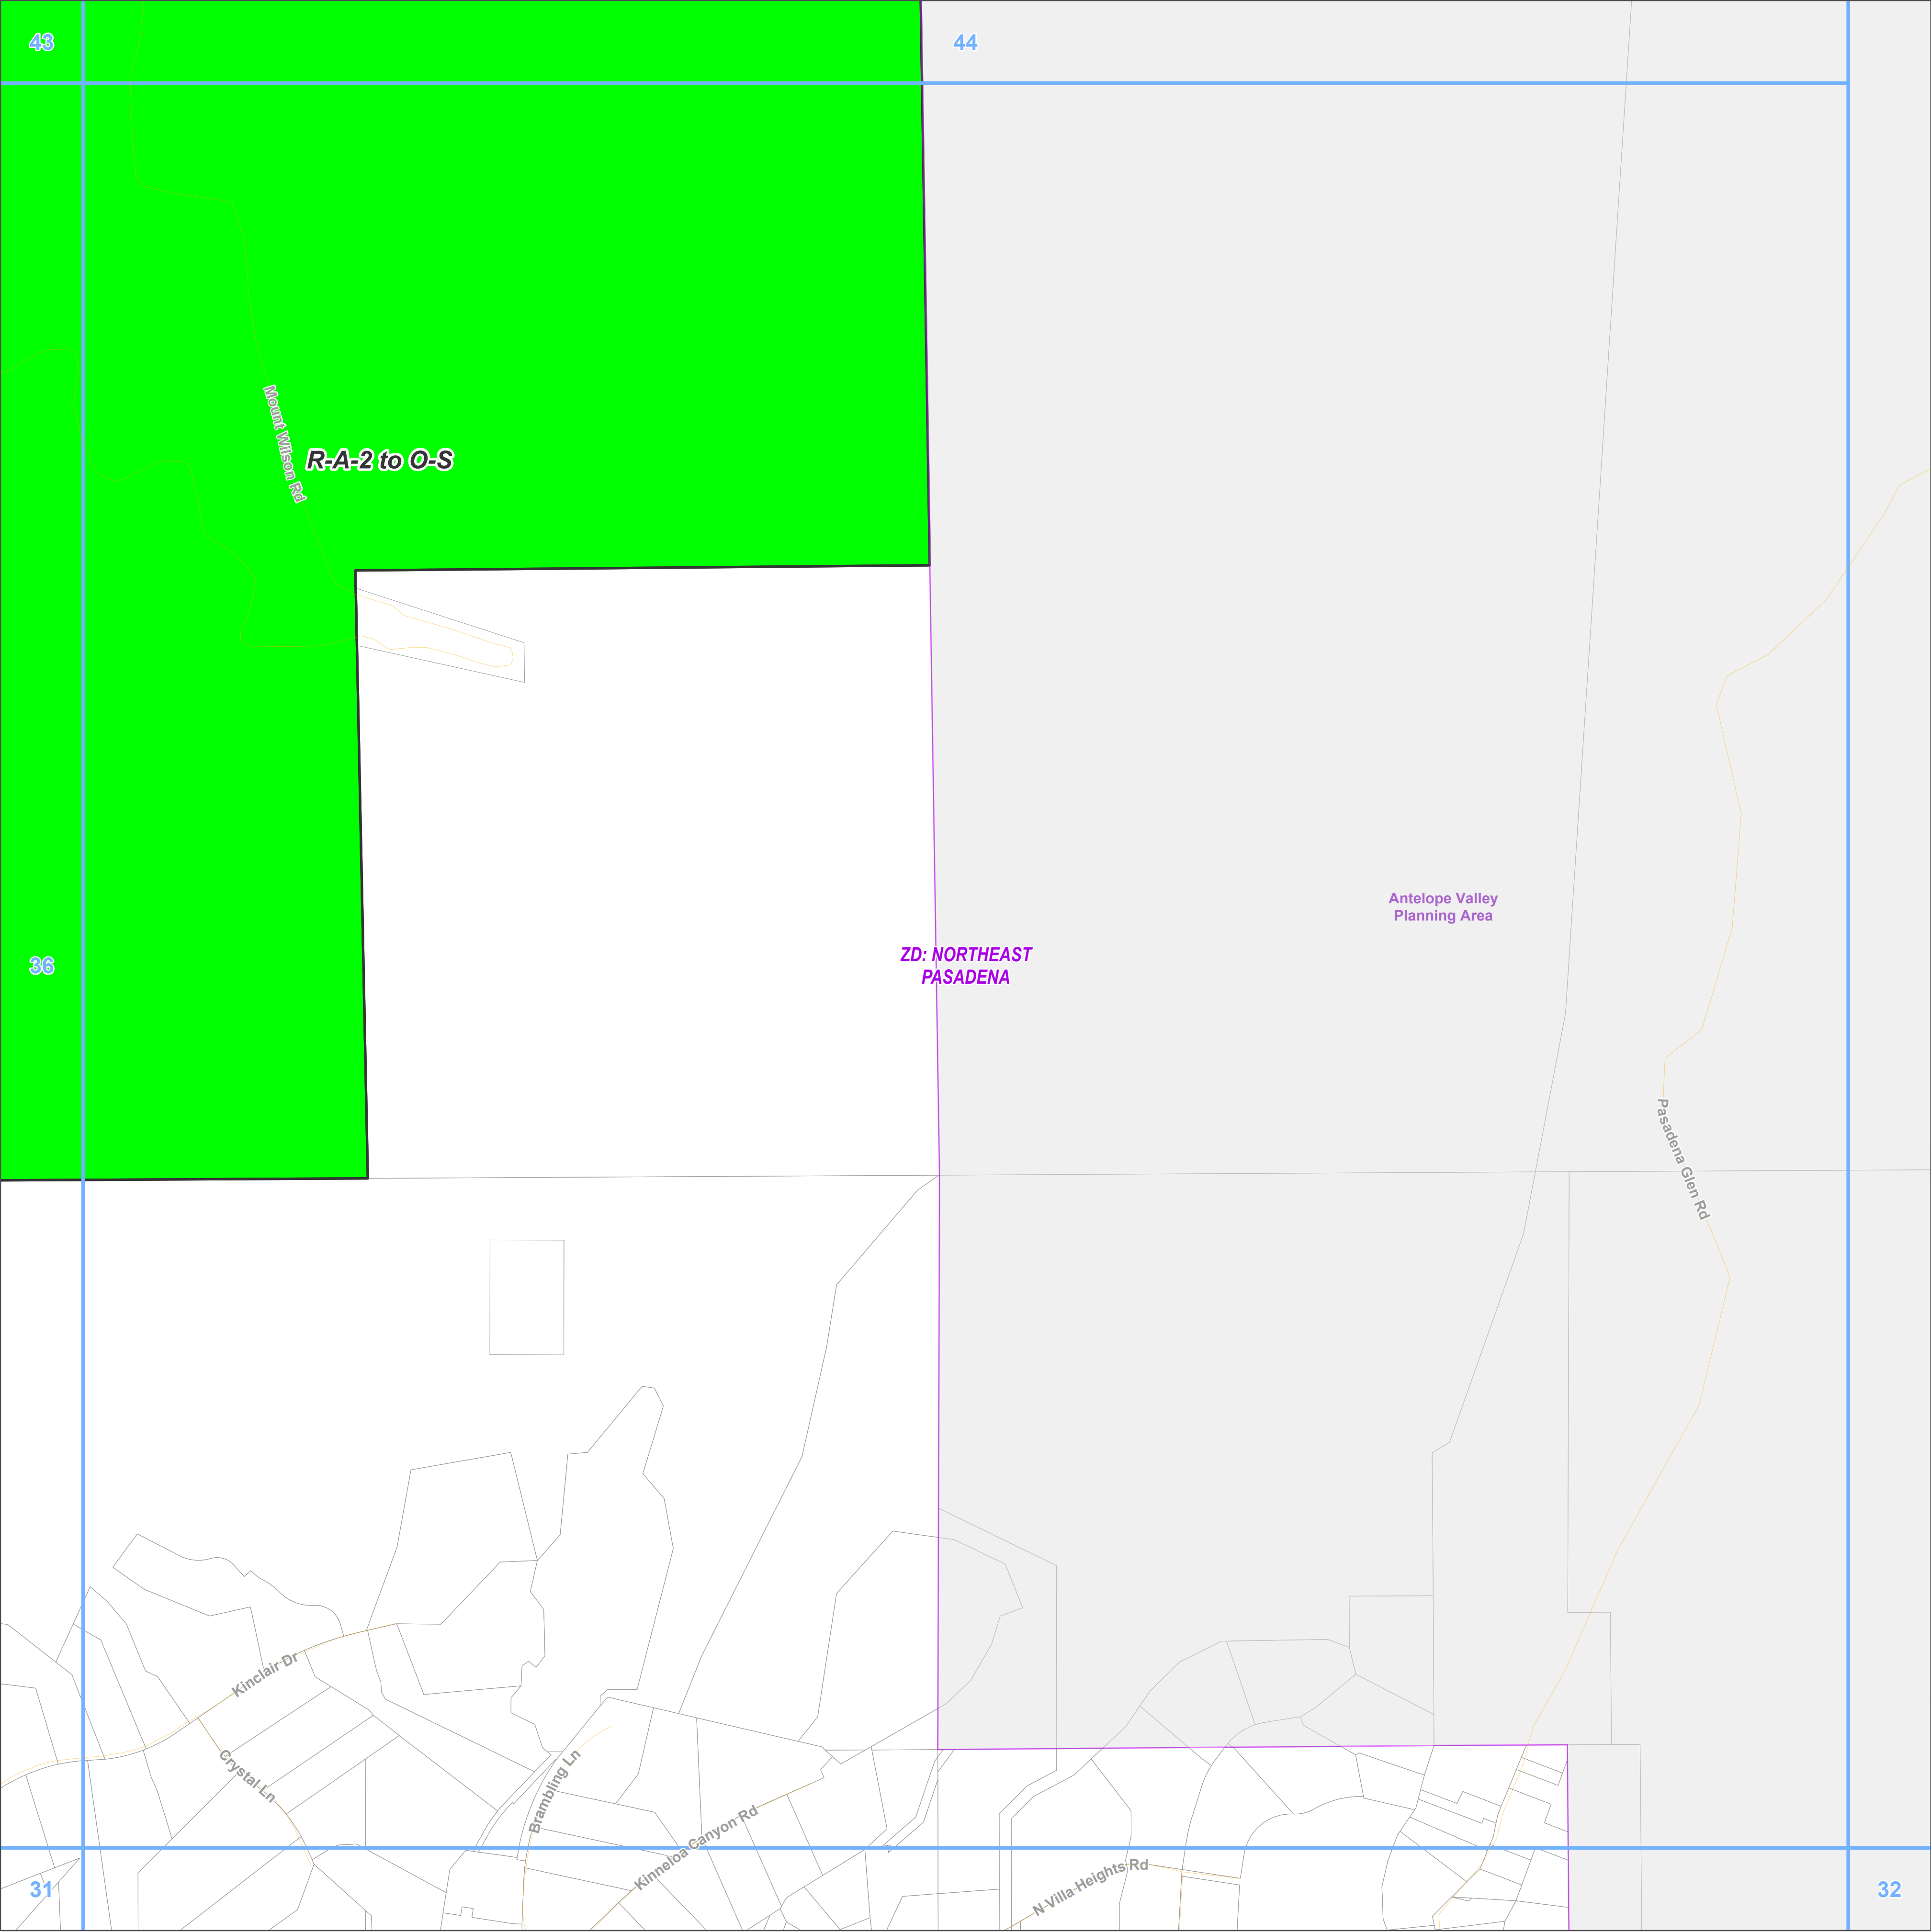 43
44
Mount Wilson Rd
R-A-2 to O-S
Antelope Valley
Planning Area
ZD: NORTHEAST
PASADENA
36
Pasadena Glen Rd
Kinclair Dr
Crystal Ln
Brambling Ln
Kinneloa Canyon Rd
N Villa Heights Rd
31
32